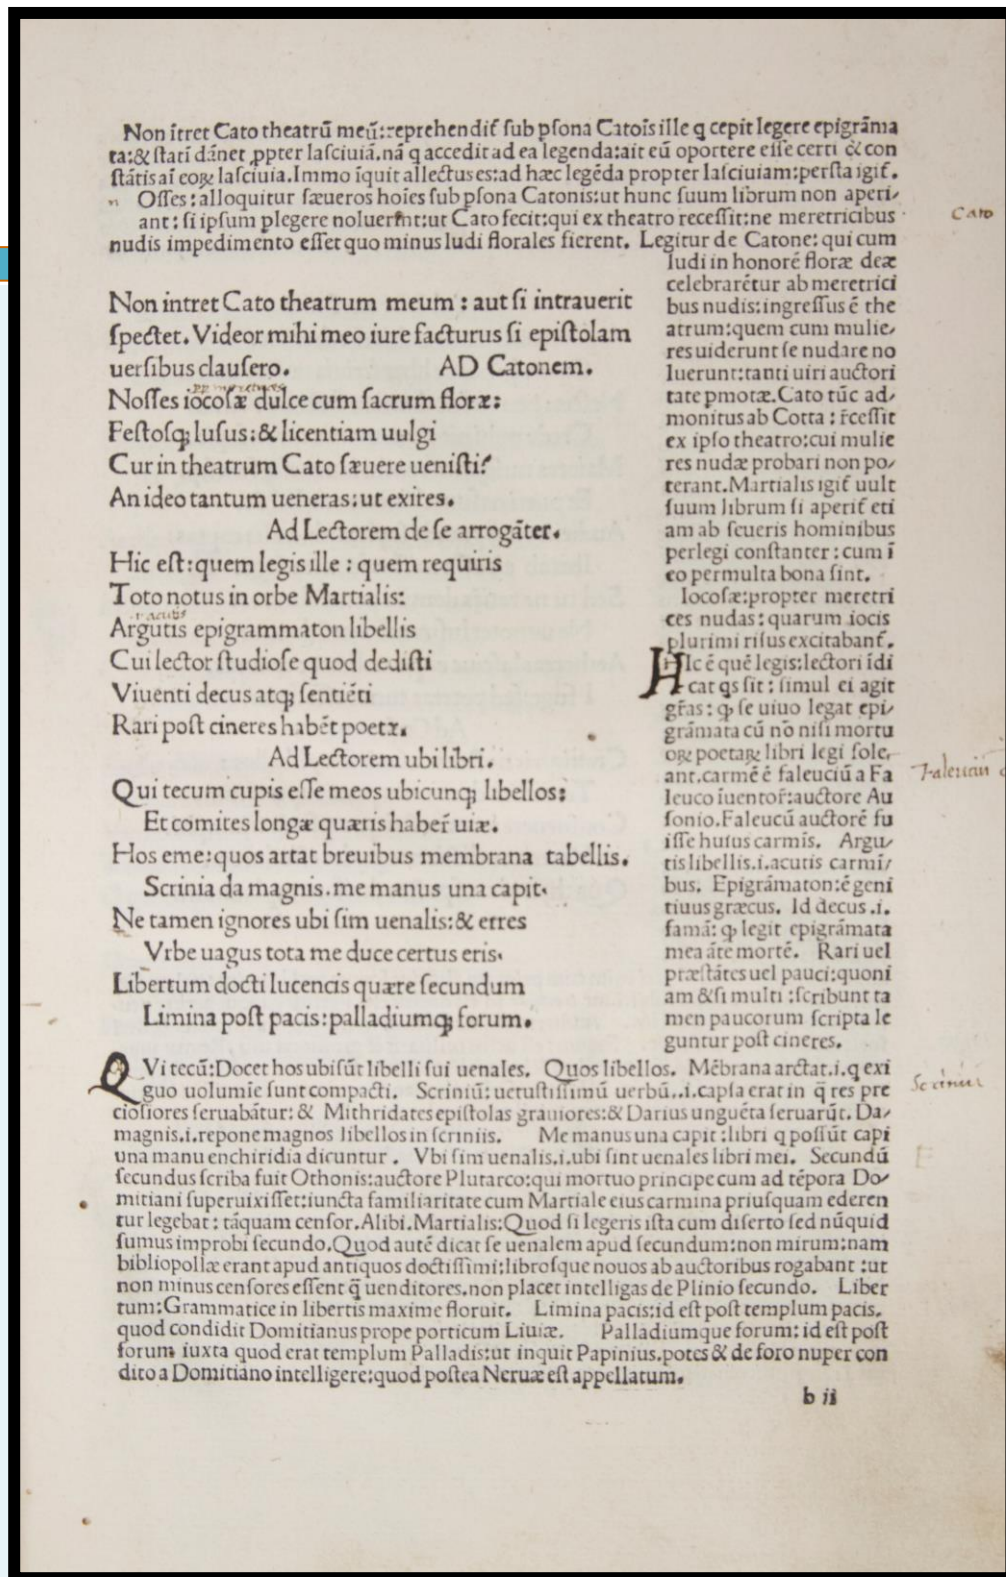 Non ītret Cato theatrū meū:reprehendit̄ ſub pſona Catoīs ille q cepit legere epigrāma
ta:& ſtatī dānet ꝓpter laſciuiā.nā q accedit ad ea legenda:ait eū oportere eſſe certi & con
ſtātis aī eoꝝ laſciuia.Immo īquit allectus es:ad hæc legēda propter laſciuiam:perſta igit̄.
Oſſes:alloquitur ſæueros hoīes ſub pſona Catonis:ut hunc ſuum librum non aperi⸗
ant:ſi ipſum plegere noluerint:ut Cato fecit:qui ex theatro receſſit:ne meretricibus
nudis impedimento eſſet quo minus ludi florales fierent. Legitur de Catone:qui cum
ludi in honorē floræ deæ
celebrarētur ab meretrici
bus nudis:ingreſſus ē the
atrum:quem cum mulie⸗
res uiderunt ſe nudare no
luerunt:tanti uiri auctori
tate pmotæ.Cato tūc ad⸗
monitus ab Cotta:r̄ceſſit
ex ipſo theatro:cui mulie
res nudæ probari non po⸗
terant.Martialis igit̄ uult
ſuum librum ſi aperit̄ eti
am ab ſeueris hominibus
perlegi conſtanter:cum ī
eo permulta bona ſint.
Iocoſæ:propter meretri
ces nudas:quarum iocis
plurimi riſus excitabant̄.
HIc ē quē legis:lectori īdi
cat qs ſit:ſimul ei agit
gr̄as:ꝙ ſe uiuo legat epi⸗
grāmata cū nō niſi mortu
oꝝ poetaꝝ libri legi ſole⸗
ant.carmē ē faleuciū a Fa
leuco īuentor̄:auctore Au
ſonio.Faleucū auctorē fu
iſſe huius carmīs. Argu⸗
tis libellis.i.acutis carmī⸗
bus. Epigrāmaton:ē geni
tiuus græcus. Id decus.i.
famā:ꝙ legit epigrāmata
mea āte mortē. Rari uel
præſtātes uel pauci:quoni
am & ſi multi:ſcribunt ta
men paucorum ſcripta le
guntur poſt cineres.
Non intret Cato theatrum meum : aut ſi intrauerit
ſpectet. Videor mihi meo iure facturus ſi epiſtolam
uerſibus clauſero. AD Catonem.
Noſſes iocoſæ dulce cum ſacrum floræ:
Feſtoſꝗ; luſus:& licentiam uulgi
Cur in theatrum Cato ſæuere ueniſti?
An ideo tantum ueneras:ut exires.
Ad Lectorem de ſe arrogāter.
Hic eſt:quem legis ille : quem requiris
Toto notus in orbe Martialis:
Argutis epigrammaton libellis
Cui lector ſtudioſe quod dediſti
Viuenti decus atꝗ; ſentiēti
Rari poſt cineres habēt poetæ.
Ad Lectorem ubi libri.
Qui tecum cupis eſſe meos ubicunꝗ; libellos:
Et comites longæ quæris haber̄ uiæ.
Hos eme:quos artat breuibus membrana tabellis.
Scrinia da magnis.me manus una capit.
Ne tamen ignores ubi ſim uenalis:& erres
Vrbe uagus tota me duce certus eris.
Libertum docti lucencis quære ſecundum
Limina poſt pacis:palladiumꝗ; forum.
QVi tecū:Docet hos ubi ſūt libelli ſui uenales. Quos libellos. Mēbrana arctat.i.q exi
guo uolumīe ſunt compacti. Scriniū:uetuſtiſſimū uerbū..i.capſa erat in q̄ res pre
cioſiores ſeruabātur:& Mithridates epiſtolas grauiores:& Darius unguēta ſeruarūt. Da⸗
magnis.i.repone magnos libellos in ſcriniis. Me manus una capit:libri q poſſūt capi
una manu enchiridia dicuntur. Vbi ſim uenalis.i.ubi ſint uenales libri mei. Secundū
ſecundus ſcriba fuit Othonis:auctore Plutarco:qui mortuo principe cum ad tēpora Do⸗
mitiani ſuperuixiſſet:iuncta familiaritate cum Martiale eius carmina priuſquam ederen
tur legebat: tāquam cenſor.Alibi.Martialis:Quod ſi legeris iſta cum diſerto ſed nūquid
ſumus improbi ſecundo.Quod autē dicat ſe uenalem apud ſecundum:non mirum:nam
bibliopollæ erant apud antiquos doctiſſimi:libroſque nouos ab auctoribus rogabant :ut
non minus cenſores eſſent q̄ uenditores.non placet intelligas de Plinio ſecundo. Liber
tum:Grammatice in libertis maxime floruit. Limina pacis:id eſt poſt templum pacis.
quod condidit Domitianus prope porticum Liuiæ. Palladiumque forum:id eſt poſt
forum iuxta quod erat templum Palladis:ut inquit Papinius.potes & de foro nuper con
dito a Domitiano intelligere:quod poſtea Neruæ eſt appellatum.
b ii
Cato